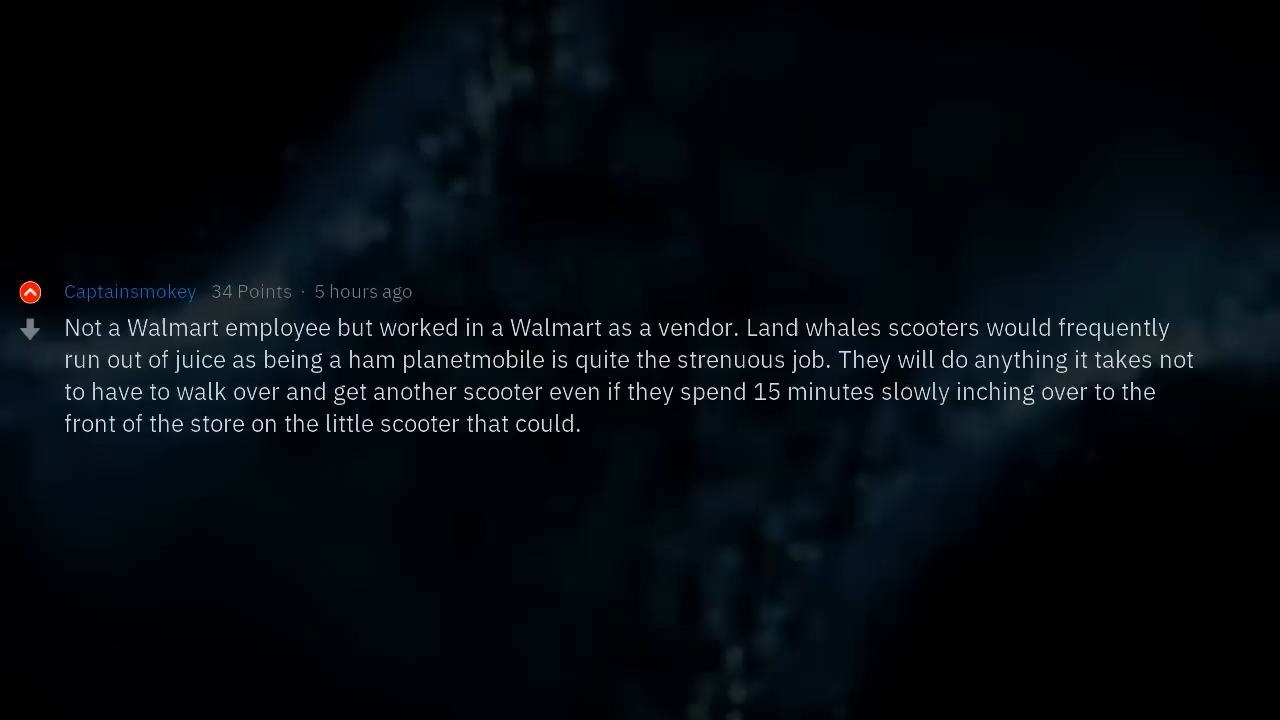 Captainsmokey 34 Points · 5 hours ago
Not a Walmart employee but worked in a Walmart as a vendor. Land whales scooters would frequently
run out of juice as being a ham planetmobile is quite the strenuous job. They will do anything it takes not
to have to walk over and get another scooter even if they spend 15 minutes slowly inching over to the
front of the store on the little scooter that could.